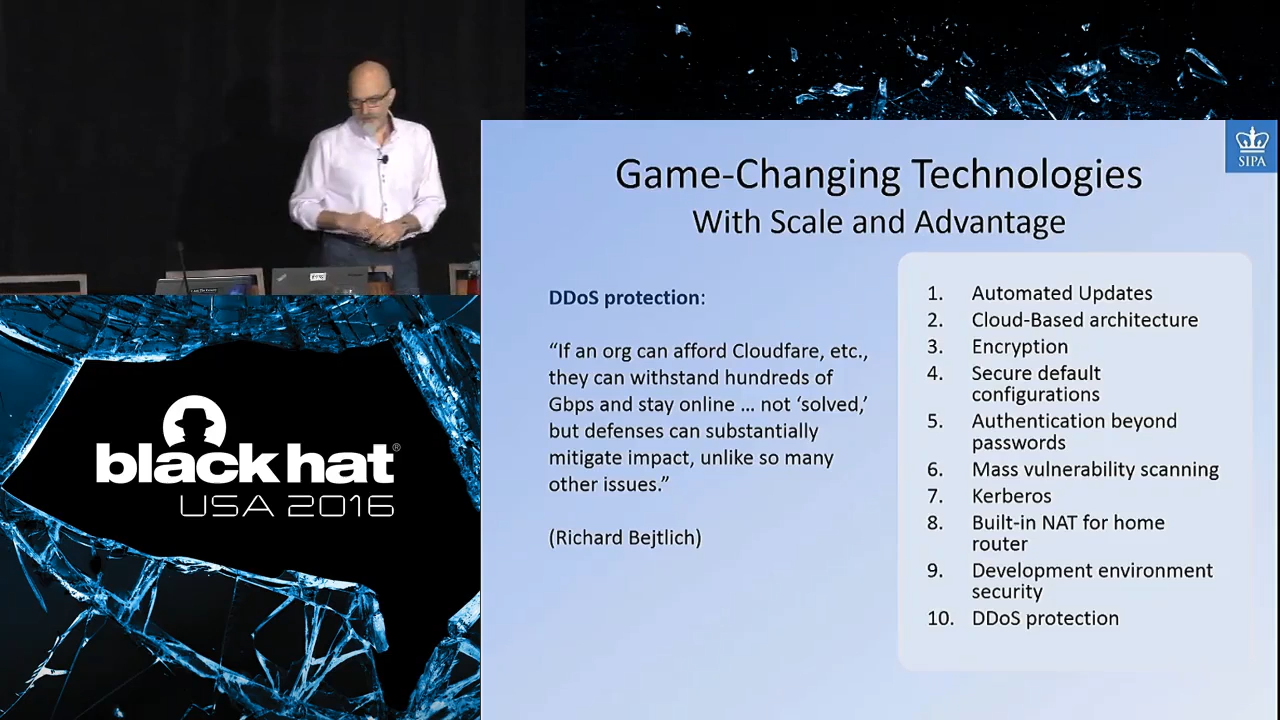 SIPA
Game-Changing Technologies
With Scale and Advantage
DDoS protection:
“If an org can afford Cloudfare, etc.,
they can withstand hundreds of
Gbps and stay online ... not ‘solved,’
but defenses can substantially
mitigate impact, unlike so many
other issues.”
(Richard Bejtlich)
1. Automated Updates
2. Cloud-Based architecture
3. Encryption
4. Secure default
configurations
5. Authentication beyond
passwords
6. Mass vulnerability scanning
7. Kerberos
8. Built-in NAT for home
router
9. Development environment
security
10. DDoS protection
black hat®
USA 2016